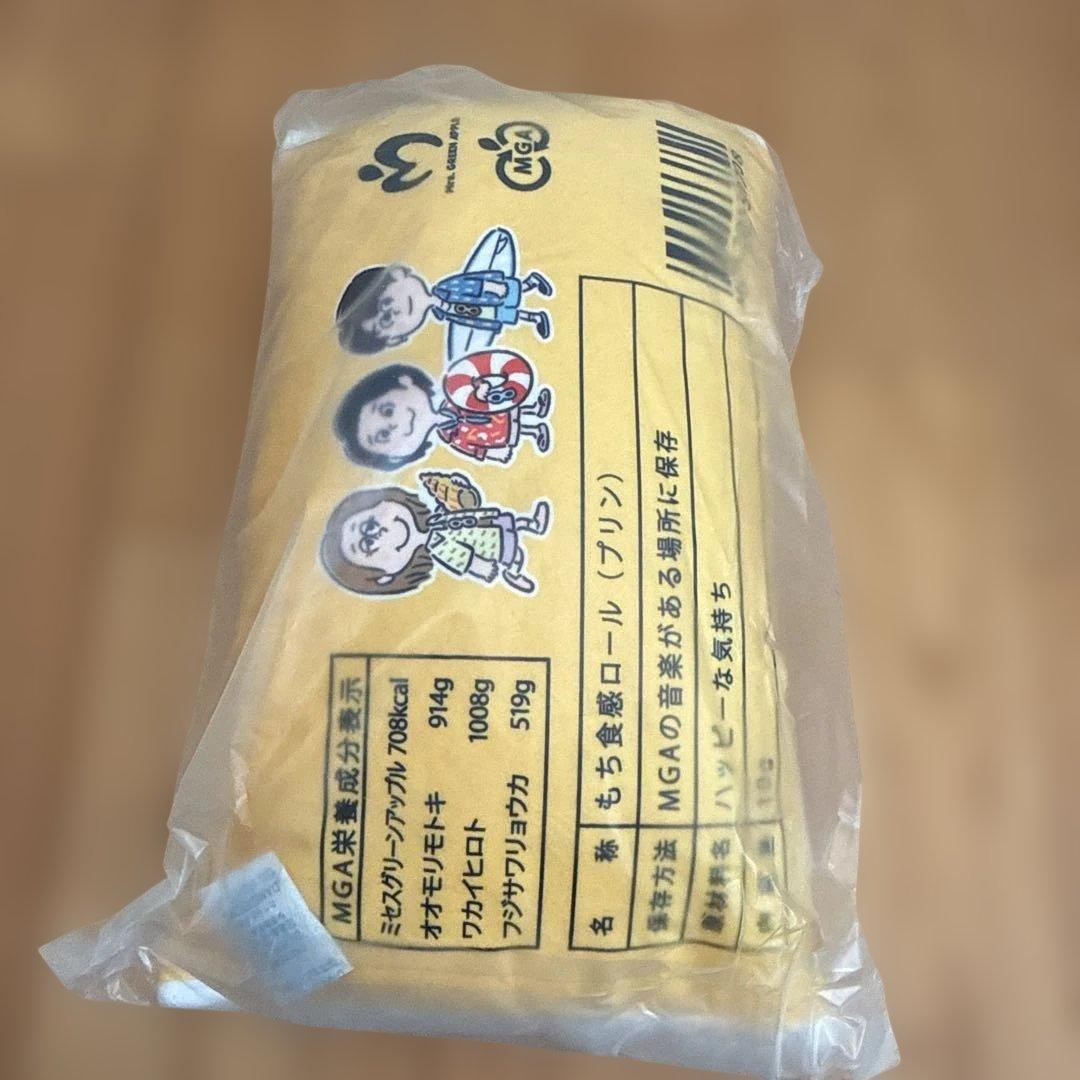 Mrs. GREEN APPLE
MGA
MGA栄養成分表示
ミセスグリーンアップル 708kcal
オオモリモトキ 914g
ワカイヒロト 1008g
フジサワリョウカ 519g
名 称 もち食感ロール（プリン）
保存方法 MGAの音楽がある場所に保存
原材料名 ハッピーな気持ち